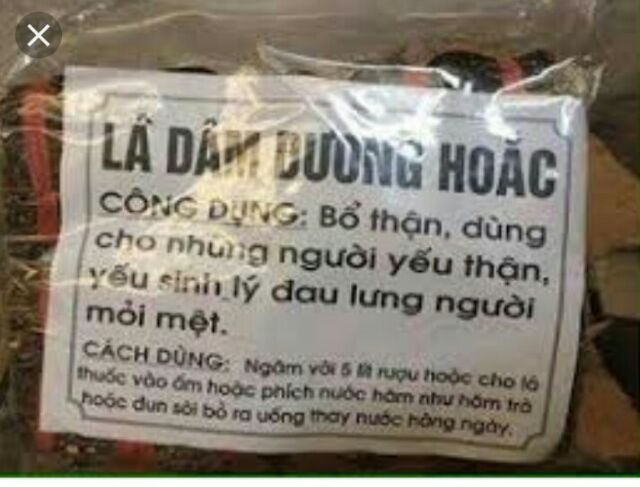 LÁ DÂM DƯƠNG HOẮC
CÔNG DỤNG: Bổ thận, dùng
cho những người yếu thận,
yếu sinh lý đau lưng người
mỏi mệt.
CÁCH DÙNG: Ngâm với 5 lít rượu hoặc cho lá
thuốc vào ấm hoặc phích nước hãm như hãm trà
hoặc đun sôi bỏ ra uống thay nước hàng ngày.